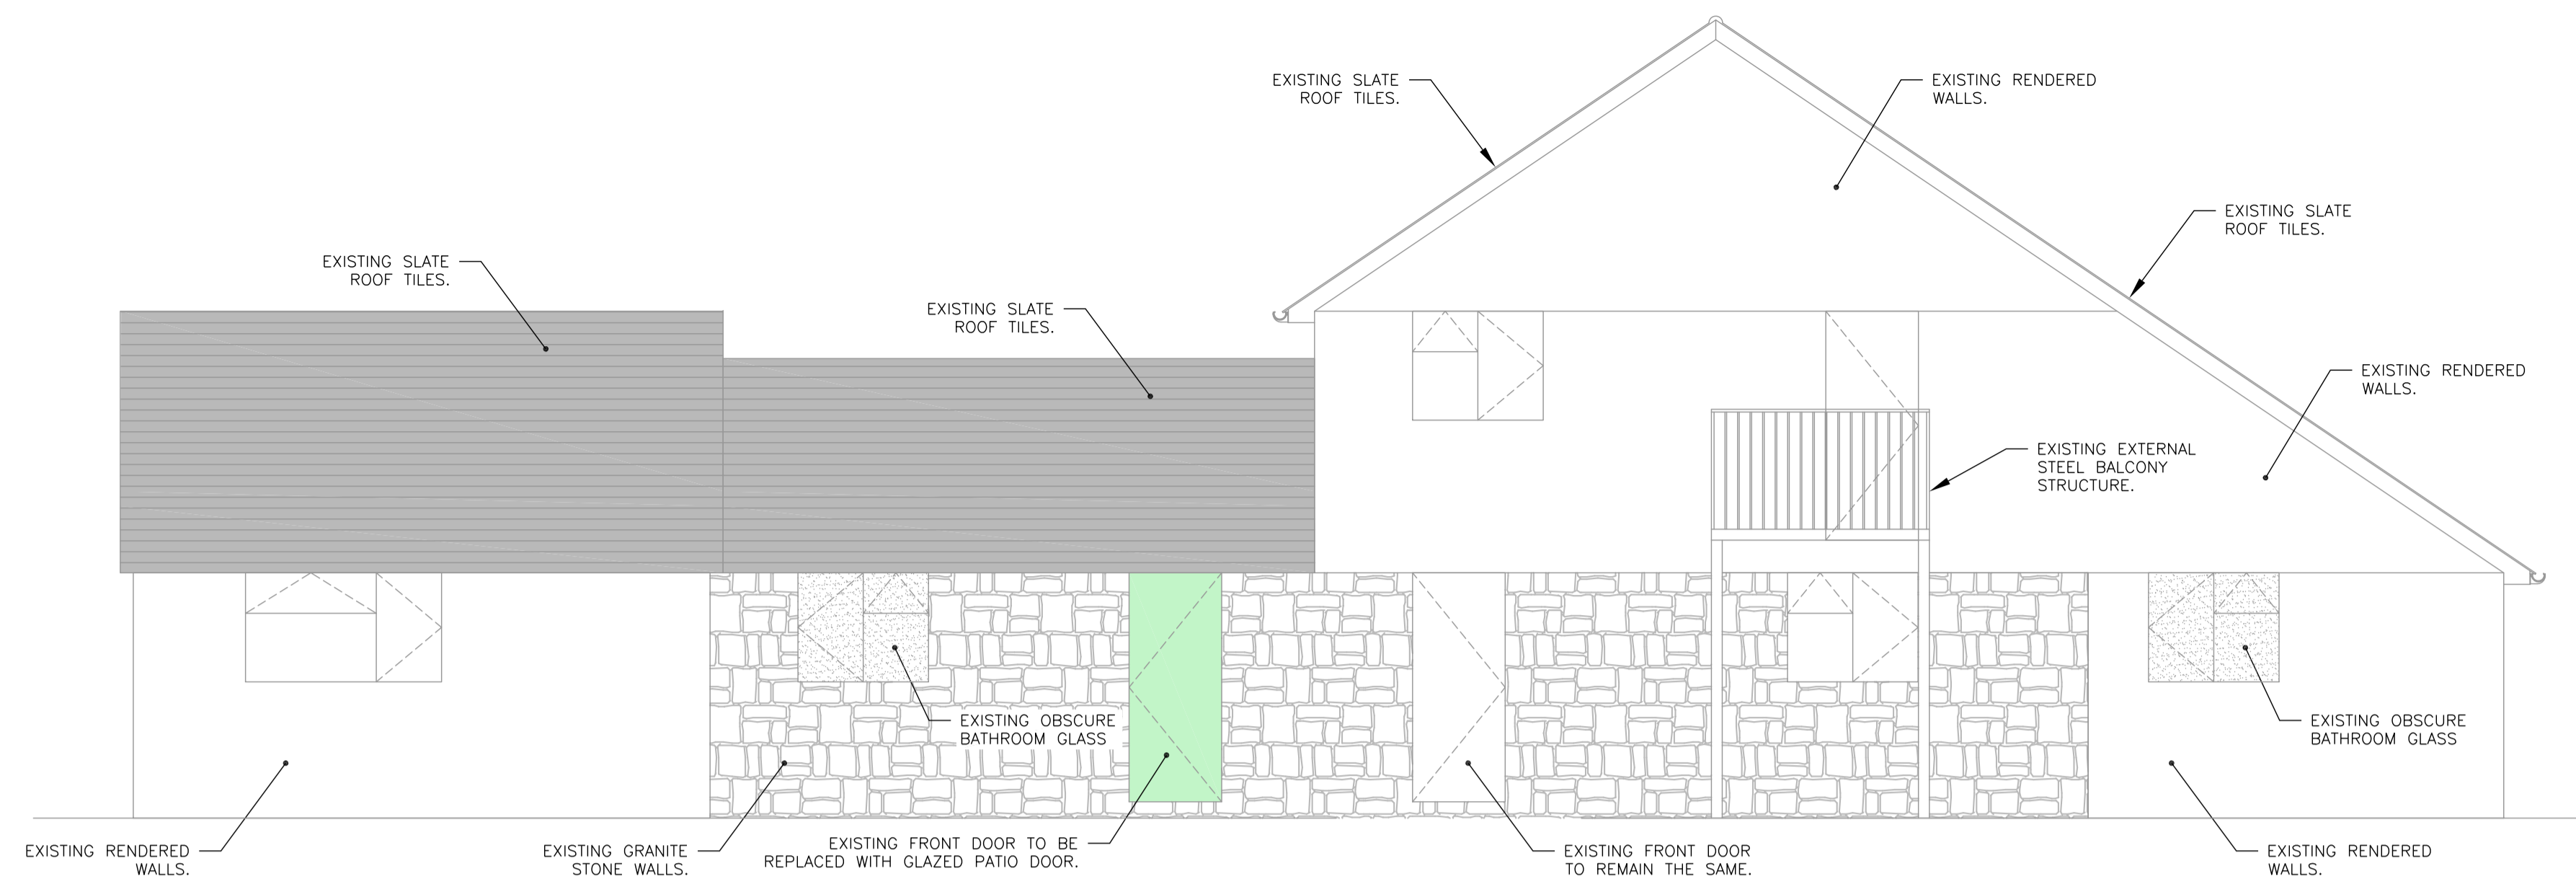 EXISTING SLATE
ROOF TILES.
EXISTING RENDERED
WALLS.
EXISTING SLATE
ROOF TILES.
EXISTING SLATE
ROOF TILES.
EXISTING SLATE
ROOF TILES.
EXISTING RENDERED
WALLS.
EXISTING EXTERNAL
STEEL BALCONY
STRUCTURE.
EXISTING OBSCURE
BATHROOM GLASS
EXISTING OBSCURE
BATHROOM GLASS
EXISTING RENDERED
WALLS.
EXISTING GRANITE
STONE WALLS.
EXISTING FRONT DOOR TO BE
REPLACED WITH GLAZED PATIO DOOR.
EXISTING FRONT DOOR
TO REMAIN THE SAME.
EXISTING RENDERED
WALLS.